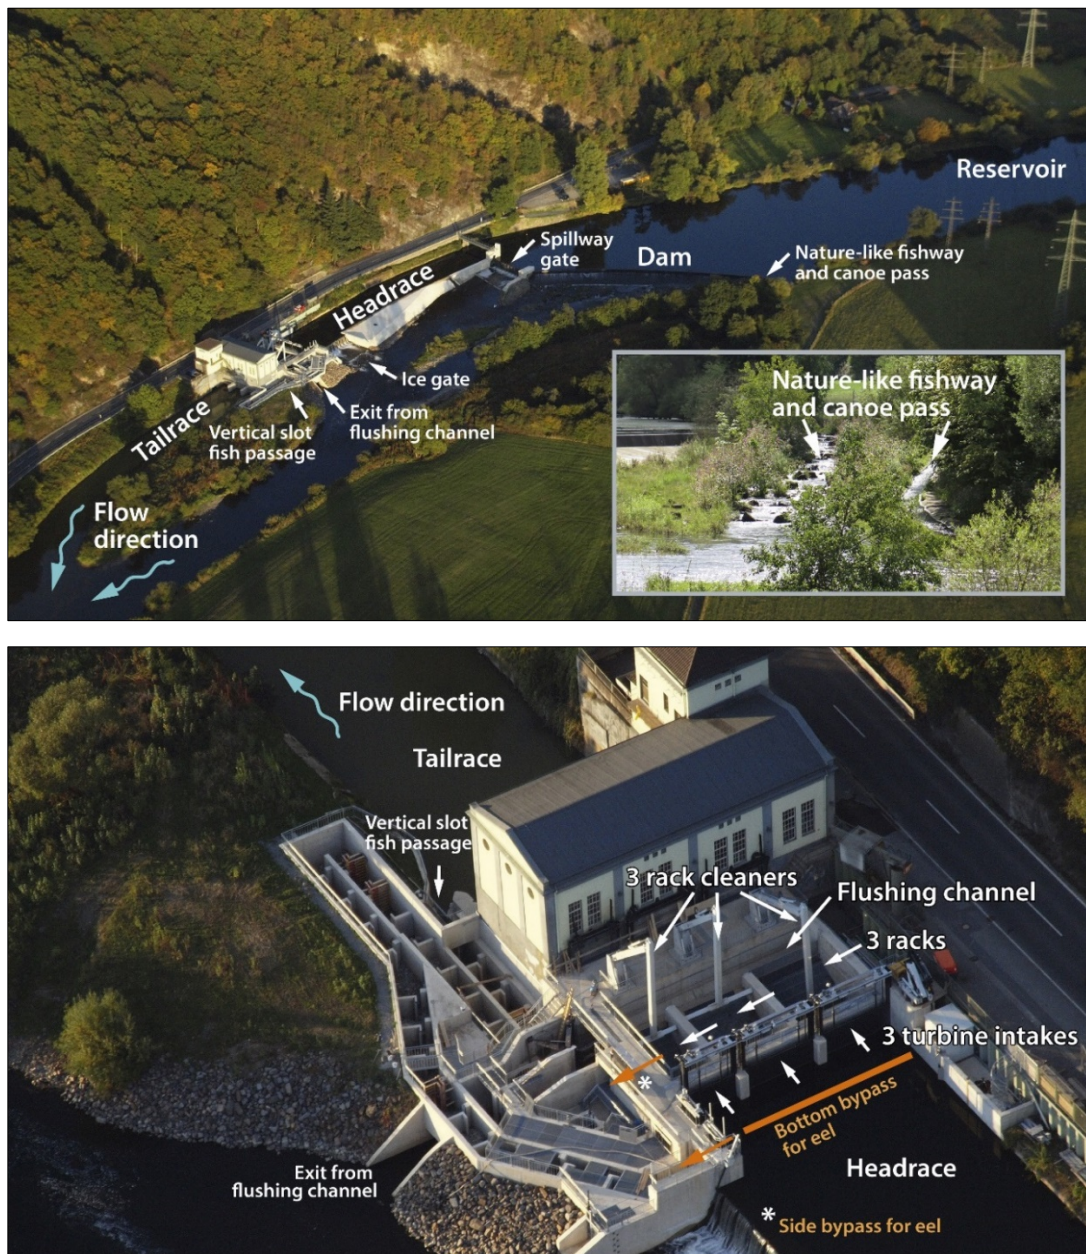 Reservoir
Spillway
gate
Dam
Nature-like fishway
and canoe pass
Headrace
Ice gate
Exit from
flushing channel
Vertical slot
fish passage
Tailrace
Flow
direction
Nature-like fishway
and canoe pass
Flow direction
Tailrace
Vertical slot
fish passage
3 rack cleaners
Flushing channel
3 racks
3 turbine intakes
*
Bottom bypass
for eel
Headrace
Exit from
flushing channel
* Side bypass for eel